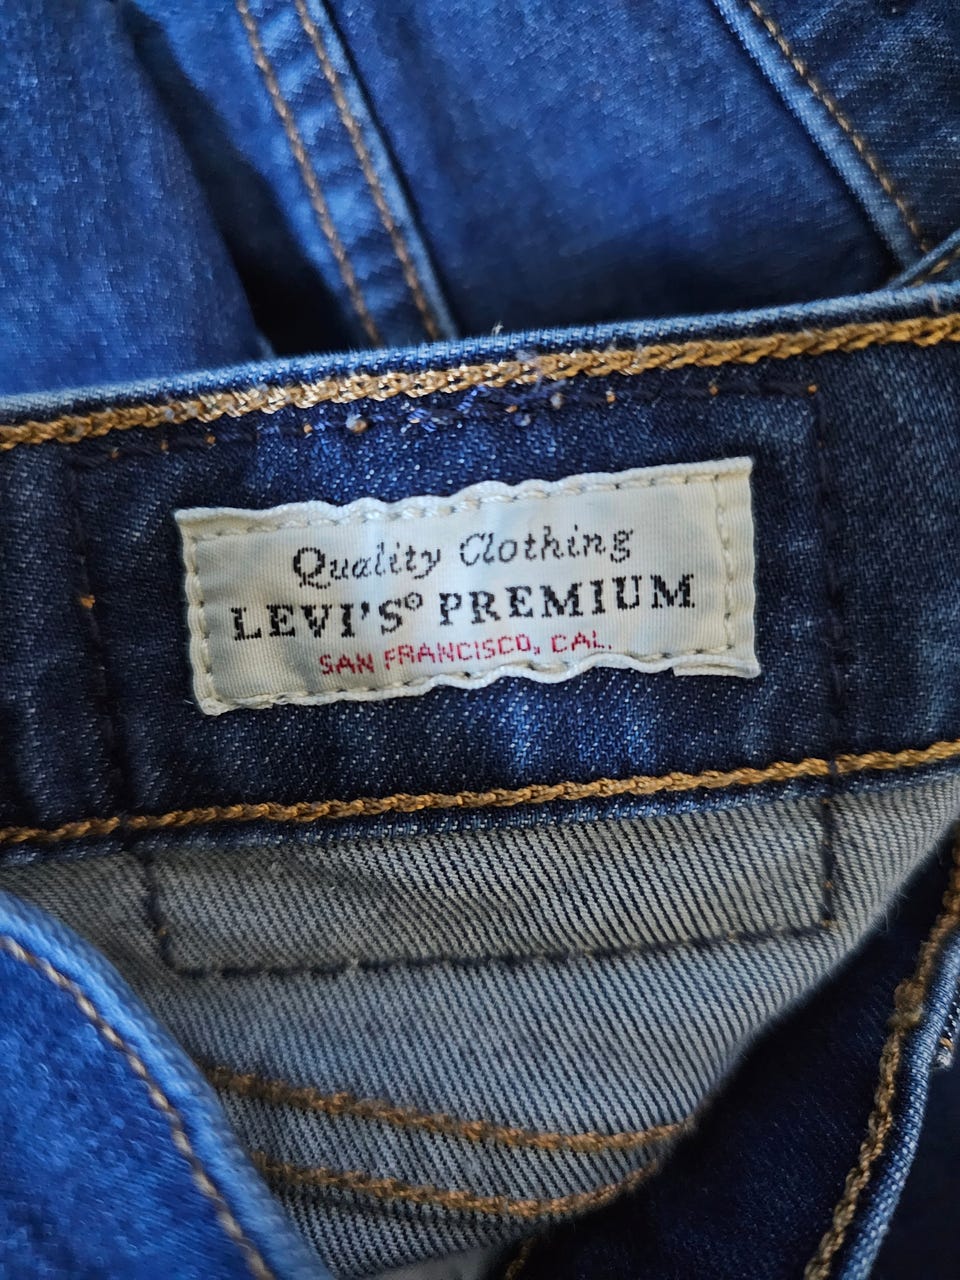 Quality Clothing
LEVI'S® PREMIUM
SAN FRANCISCO, CAL.